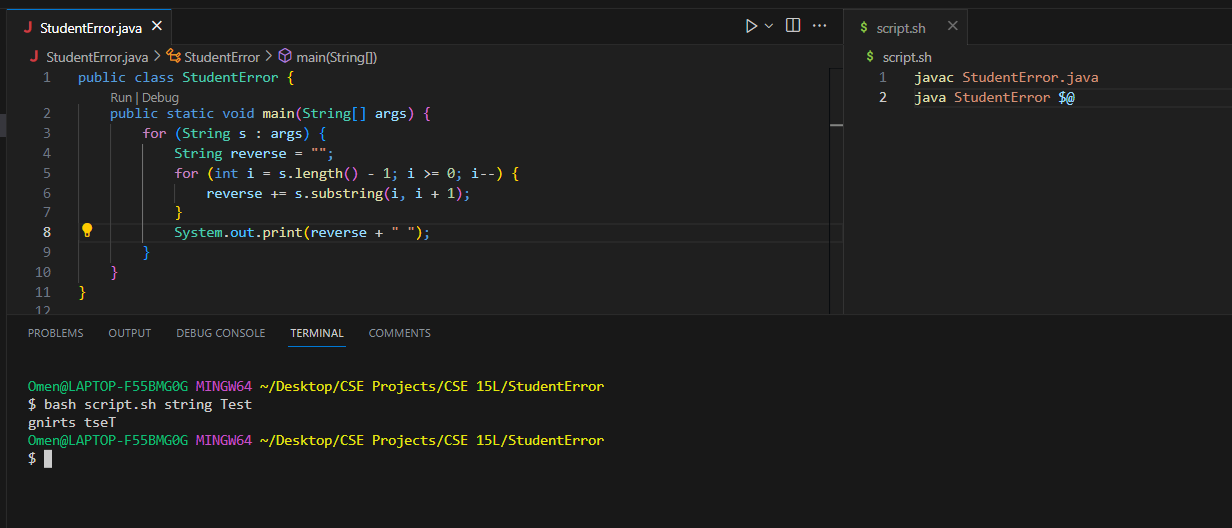 StudentError.java
StudentError.java > StudentError > main(String[])
1 public class StudentError {
Run | Debug
2 public static void main(String[] args) {
3 for (String s : args) {
4 String reverse = "";
5 for (int i = s.length() - 1; i >= 0; i--) {
6 reverse += s.substring(i, i + 1);
7 }
8 System.out.print(reverse + " ");
9 }
10 }
11 }
12
$ script.sh
$ script.sh
1 javac StudentError.java
2 java StudentError $@
PROBLEMS OUTPUT DEBUG CONSOLE TERMINAL COMMENTS
Omen@LAPTOP-F55BMG0G MINGW64 ~/Desktop/CSE Projects/CSE 15L/StudentError
$ bash script.sh string Test
gnirts tseT
Omen@LAPTOP-F55BMG0G MINGW64 ~/Desktop/CSE Projects/CSE 15L/StudentError
$